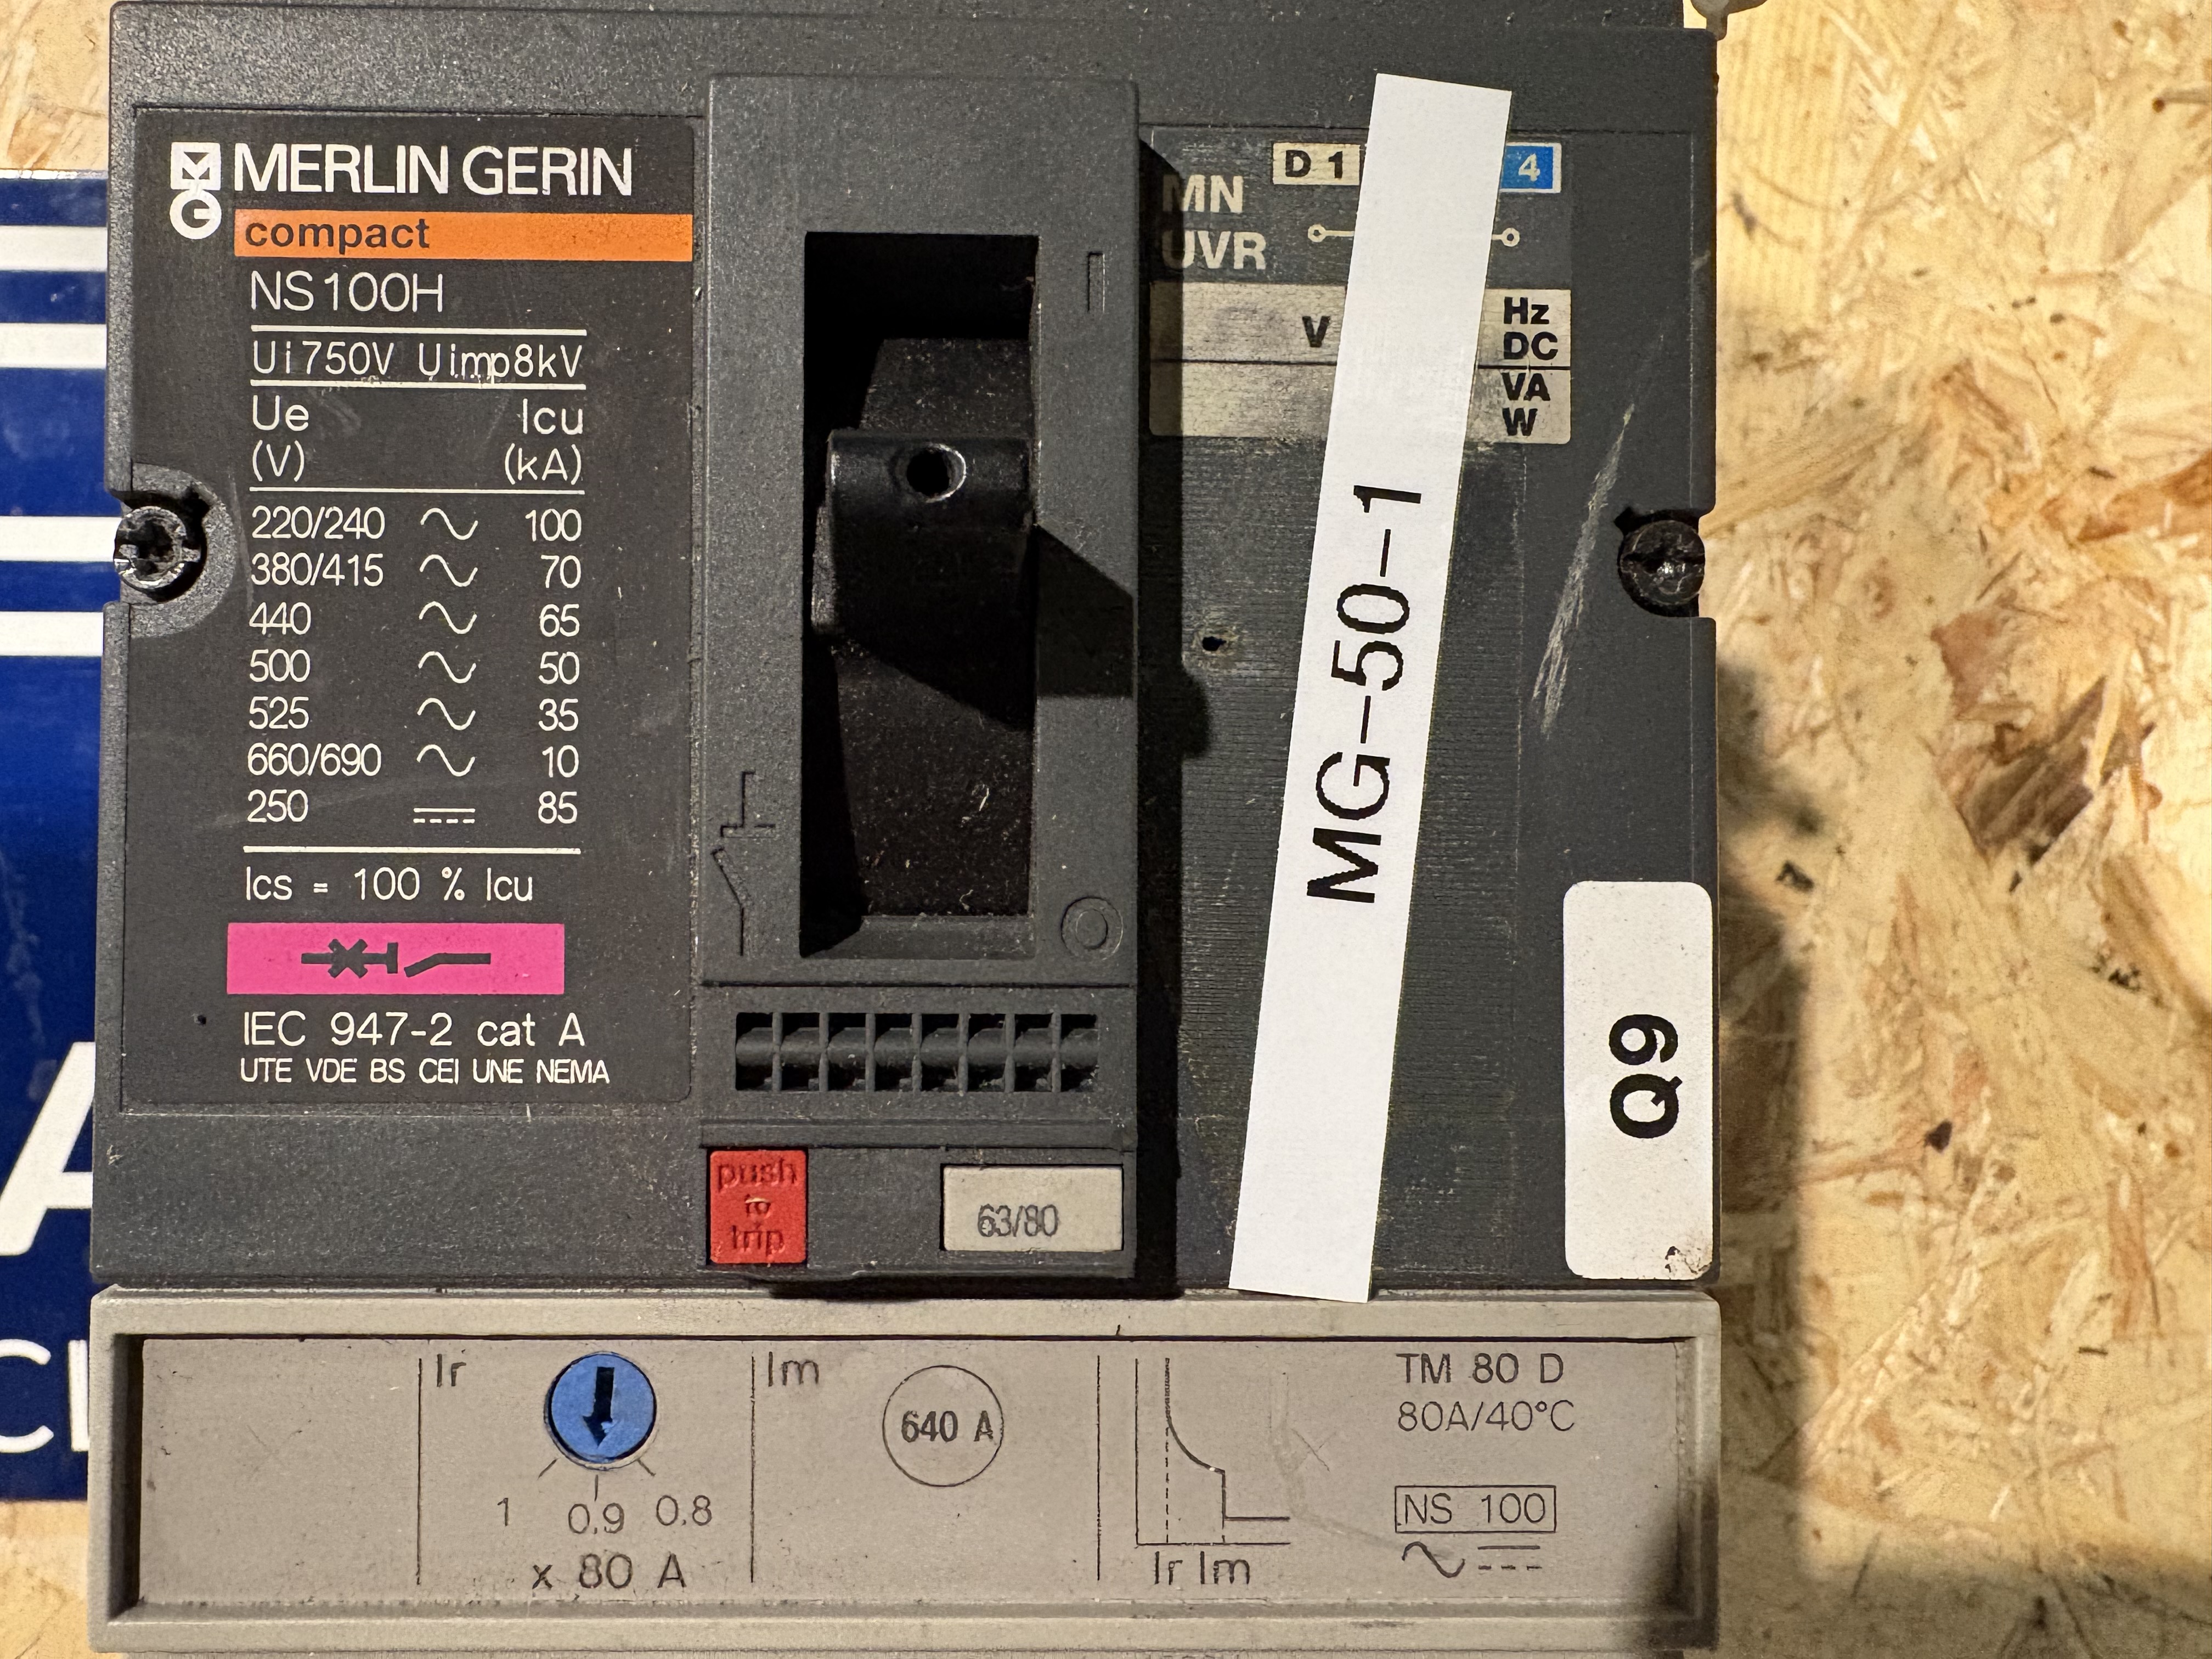 MERLIN GERIN
compact
NS100H
Ui750V Uimp8kV
Ue Icu
(V) (kA)
220/240 100
380/415 70
440 65
500 50
525 35
660/690 10
250 85
Ics = 100 % Icu
IEC 947-2 cat A
UTE VDE BS CEI UNE NEMA
push
to
trip
63/80
D1 4
MN
UVR
V Hz
DC
VA
W
MG-50-1
Q9
Ir
1 0.9 0.8
x 80 A
Im
640 A
Ir Im
TM 80 D
80A/40°C
NS 100